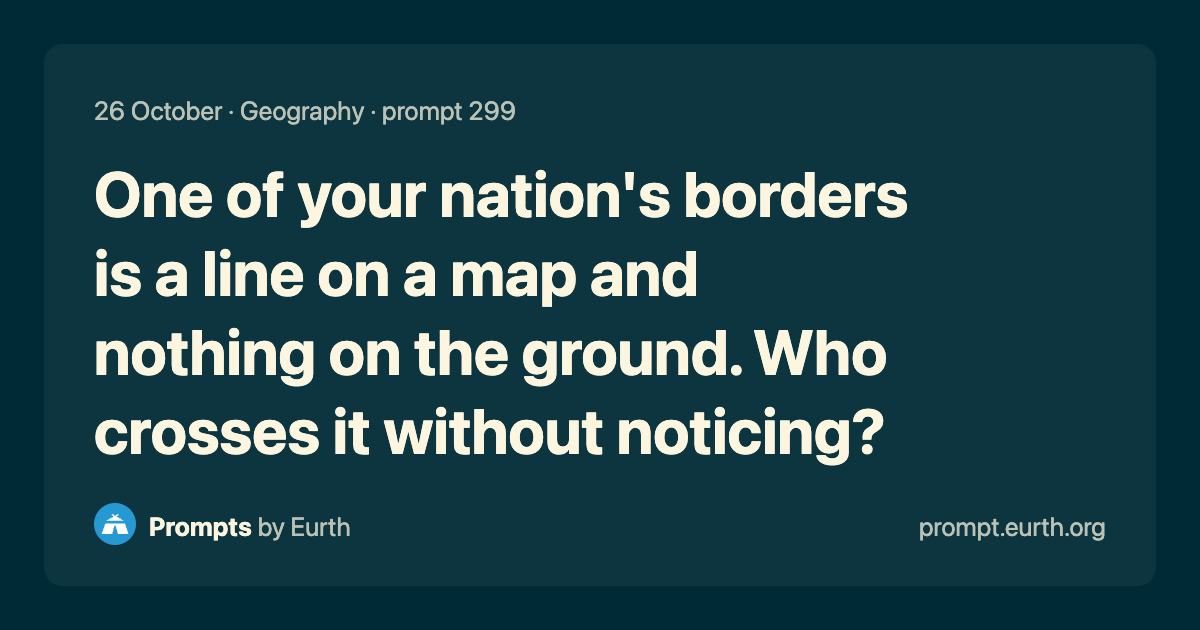 26 October · Geography · prompt 299
One of your nation's borders
is a line on a map and
nothing on the ground. Who
crosses it without noticing?
Prompts by Eurth
prompt.eurth.org